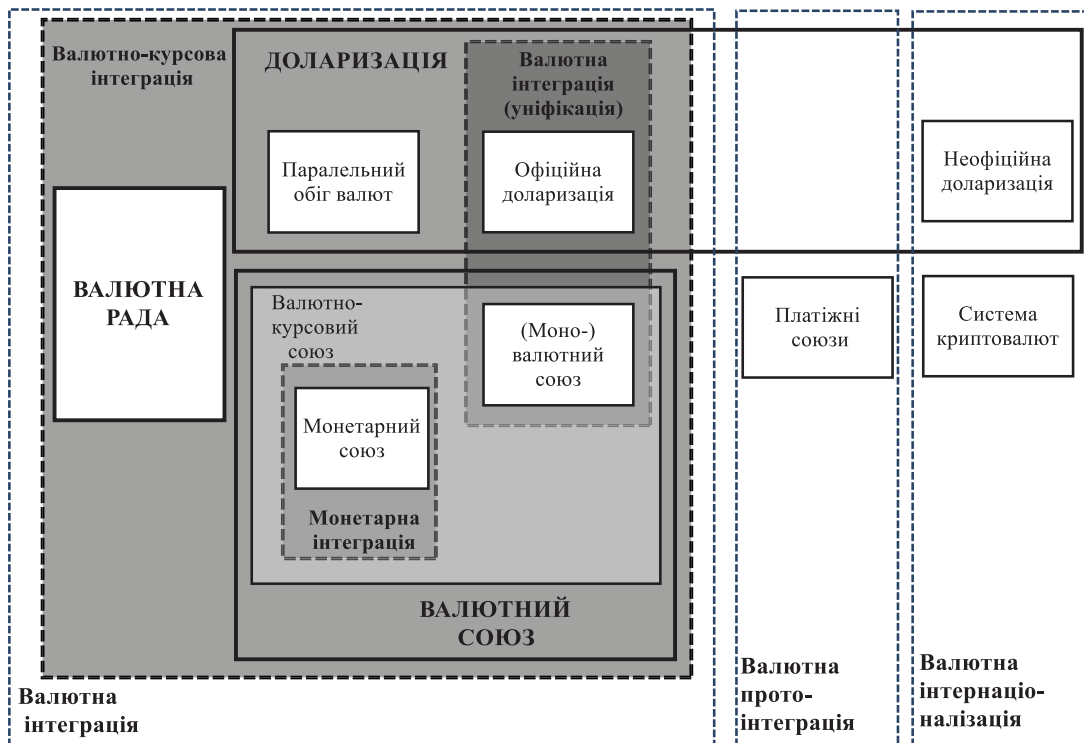 Валютно-курсова
інтеграція
ДОЛАРИЗАЦІЯ
Валютна
інтеграція
(уніфікація)
Паралельний
обіг валют
Офіційна
доларизація
Неофіційна
доларизація
ВАЛЮТНА
РАДА
Валютно-
курсовий
союз
(Моно-)
валютний
союз
Платіжні
союзи
Система
криптовалют
Монетарний
союз
Монетарна
інтеграція
ВАЛЮТНИЙ
СОЮЗ
Валютна
інтеграція
Валютна
прото-
інтеграція
Валютна
інтернаціо-
налізація